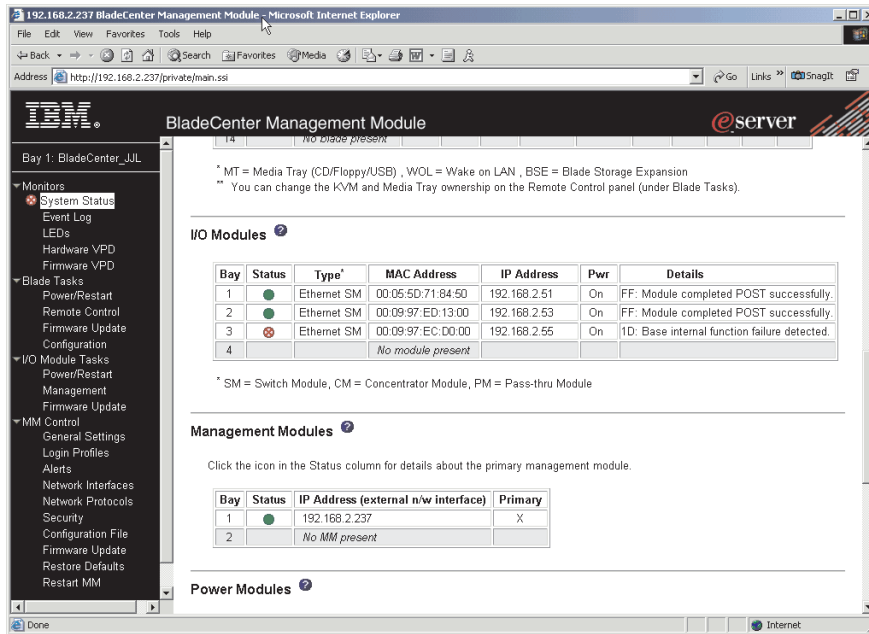 192.168.2.237 BladeCenter Management Module - Microsoft Internet Explorer
File Edit View Favorites Tools Help
Back Search Favorites Media
Address http://192.168.2.237/private/main.ssi Go Links » SnagIt
IBM. BladeCenter Management Module @server
Bay 1: BladeCenter_JJL
Monitors
System Status
Event Log
LEDs
Hardware VPD
Firmware VPD
Blade Tasks
Power/Restart
Remote Control
Firmware Update
Configuration
I/O Module Tasks
Power/Restart
Management
Firmware Update
MM Control
General Settings
Login Profiles
Alerts
Network Interfaces
Network Protocols
Security
Configuration File
Firmware Update
Restore Defaults
Restart MM
14 No blade present
* MT = Media Tray (CD/Floppy/USB) , WOL = Wake on LAN , BSE = Blade Storage Expansion
** You can change the KVM and Media Tray ownership on the Remote Control panel (under Blade Tasks).
I/O Modules ?
Bay Status Type* MAC Address IP Address Pwr Details
1 Ethernet SM 00:05:5D:71:84:50 192.168.2.51 On FF: Module completed POST successfully.
2 Ethernet SM 00:09:97:ED:13:00 192.168.2.53 On FF: Module completed POST successfully.
3 Ethernet SM 00:09:97:EC:D0:00 192.168.2.55 On 1D: Base internal function failure detected.
4 No module present
* SM = Switch Module, CM = Concentrator Module, PM = Pass-thru Module
Management Modules ?
Click the icon in the Status column for details about the primary management module.
Bay Status IP Address (external n/w interface) Primary
1 192.168.2.237 X
2 No MM present
Power Modules ?
Done Internet